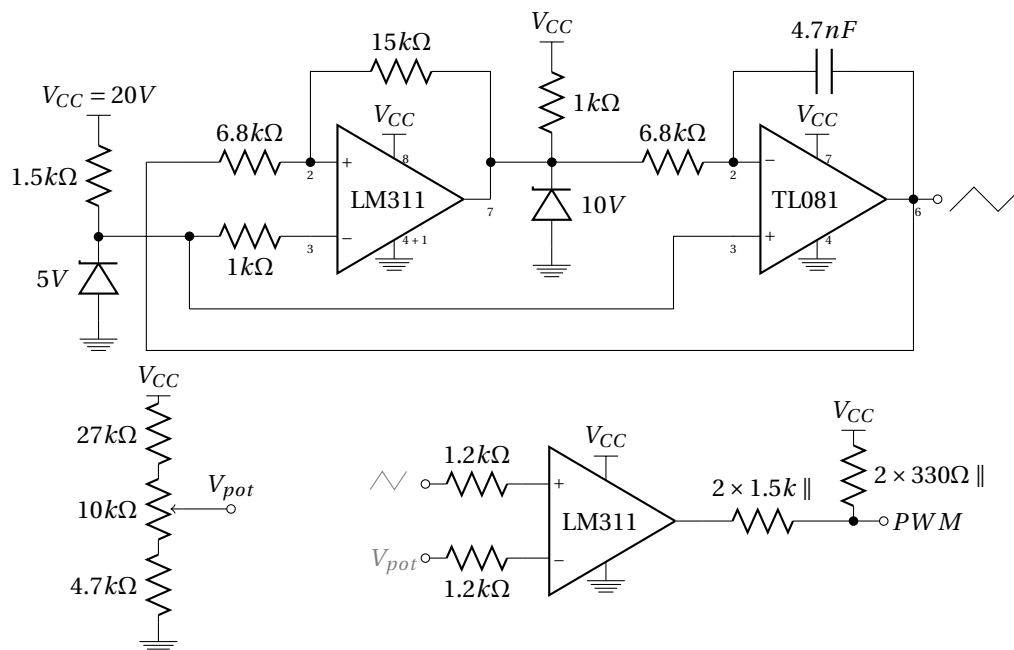 V_CC = 20V
1.5kΩ
5V
6.8kΩ
1kΩ
15kΩ
V_CC
8
+
2
LM311
−
3
4+1
7
V_CC
1kΩ
10V
6.8kΩ
4.7nF
V_CC
7
−
2
TL081
+
3
4
6
V_CC
27kΩ
10kΩ
4.7kΩ
V_pot
1.2kΩ
V_pot
1.2kΩ
V_CC
+
LM311
−
2 × 1.5k ∥
V_CC
2 × 330Ω ∥
PWM